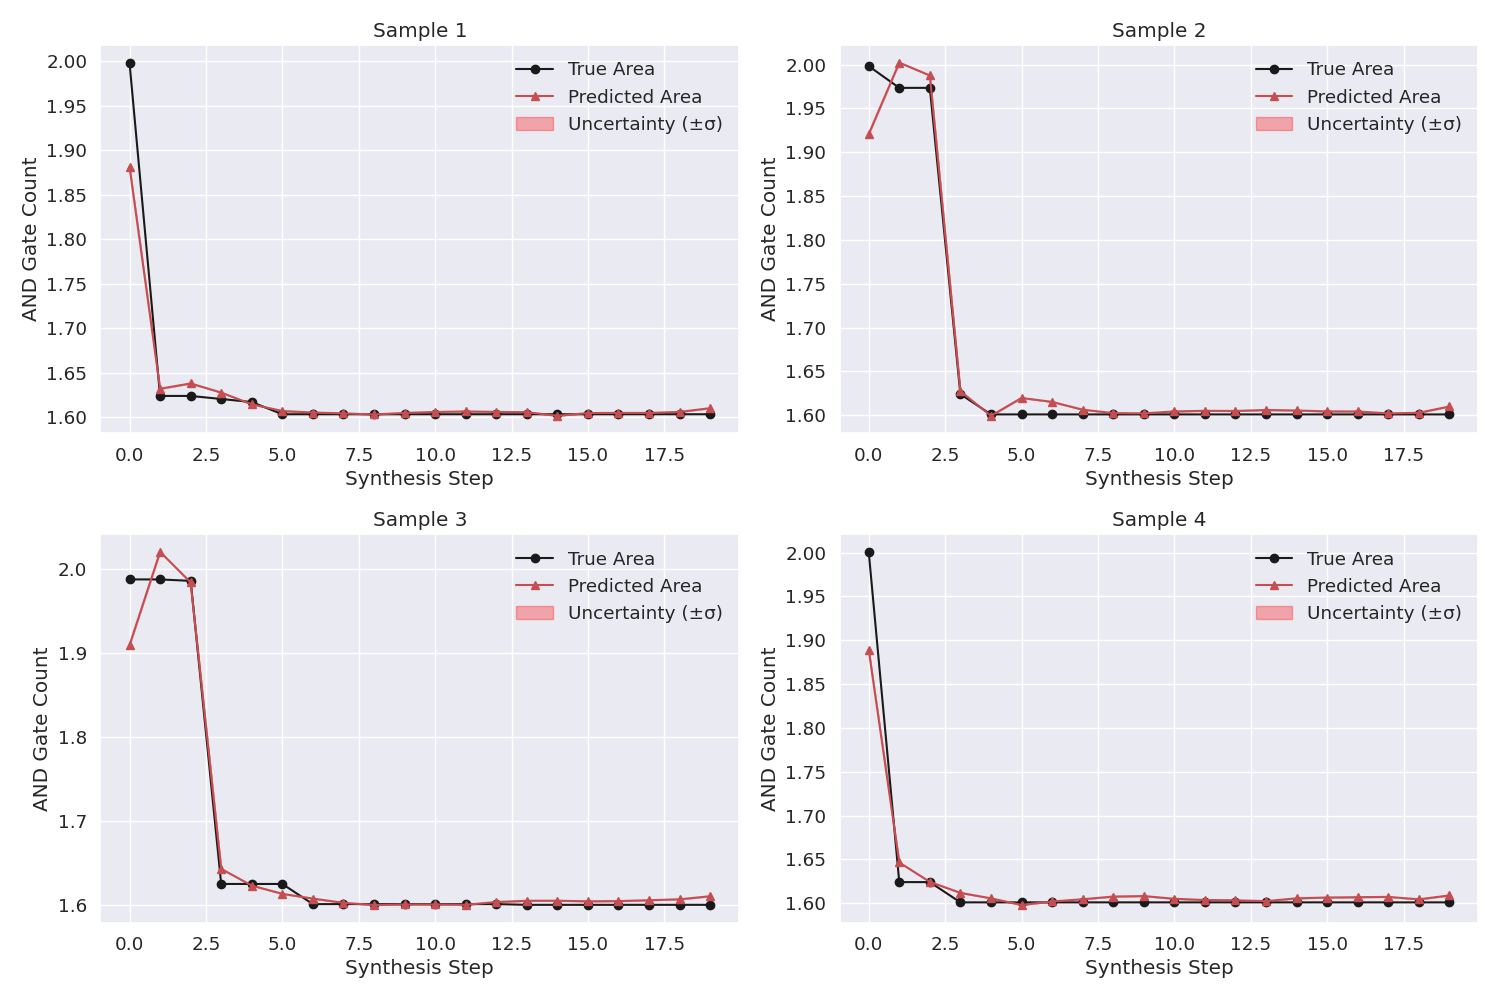 Sample 1
True Area
Predicted Area
Uncertainty (±σ)
AND Gate Count
2.00
1.95
1.90
1.85
1.80
1.75
1.70
1.65
1.60
0.0 2.5 5.0 7.5 10.0 12.5 15.0 17.5
Synthesis Step
Sample 2
True Area
Predicted Area
Uncertainty (±σ)
AND Gate Count
2.00
1.95
1.90
1.85
1.80
1.75
1.70
1.65
1.60
0.0 2.5 5.0 7.5 10.0 12.5 15.0 17.5
Synthesis Step
Sample 3
True Area
Predicted Area
Uncertainty (±σ)
AND Gate Count
2.0
1.9
1.8
1.7
1.6
0.0 2.5 5.0 7.5 10.0 12.5 15.0 17.5
Synthesis Step
Sample 4
True Area
Predicted Area
Uncertainty (±σ)
AND Gate Count
2.00
1.95
1.90
1.85
1.80
1.75
1.70
1.65
1.60
0.0 2.5 5.0 7.5 10.0 12.5 15.0 17.5
Synthesis Step